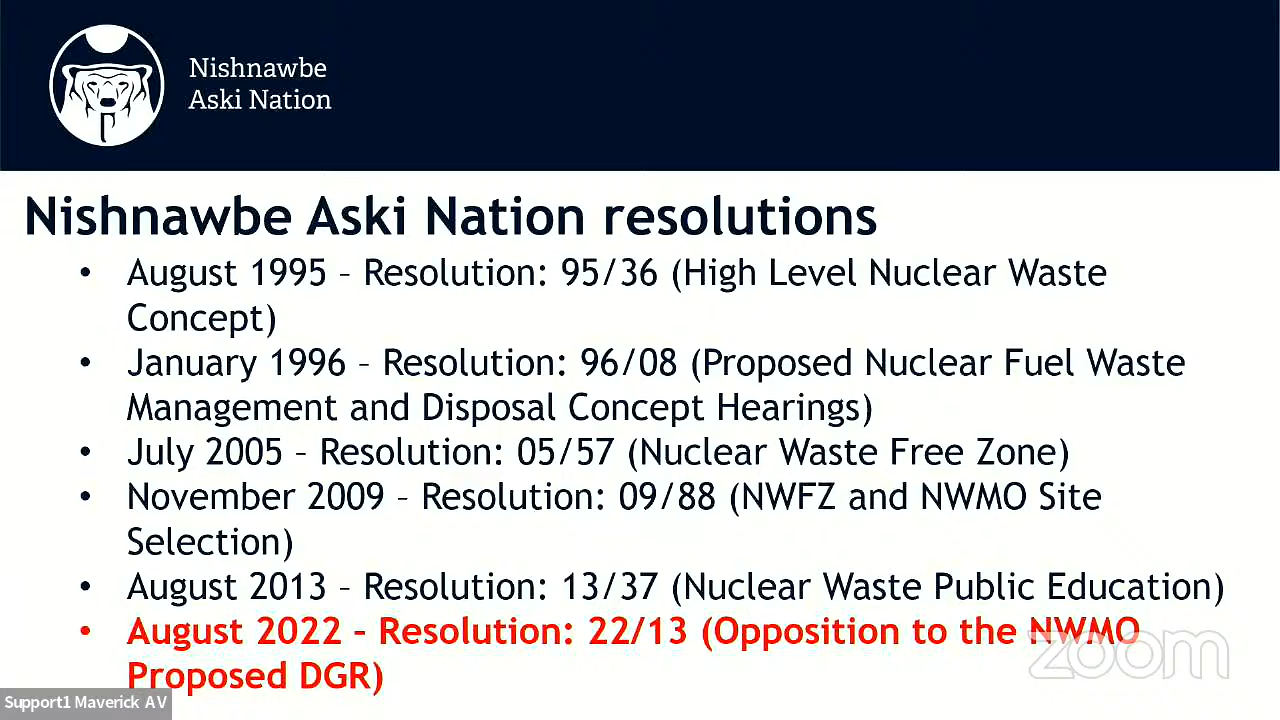 Nishnawbe
Aski Nation
Nishnawbe Aski Nation resolutions
• August 1995 – Resolution: 95/36 (High Level Nuclear Waste
Concept)
• January 1996 – Resolution: 96/08 (Proposed Nuclear Fuel Waste
Management and Disposal Concept Hearings)
• July 2005 – Resolution: 05/57 (Nuclear Waste Free Zone)
• November 2009 – Resolution: 09/88 (NWFZ and NWMO Site
Selection)
• August 2013 – Resolution: 13/37 (Nuclear Waste Public Education)
• August 2022 – Resolution: 22/13 (Opposition to the NWMO
Proposed DGR)
zoom
Support1 Maverick AV